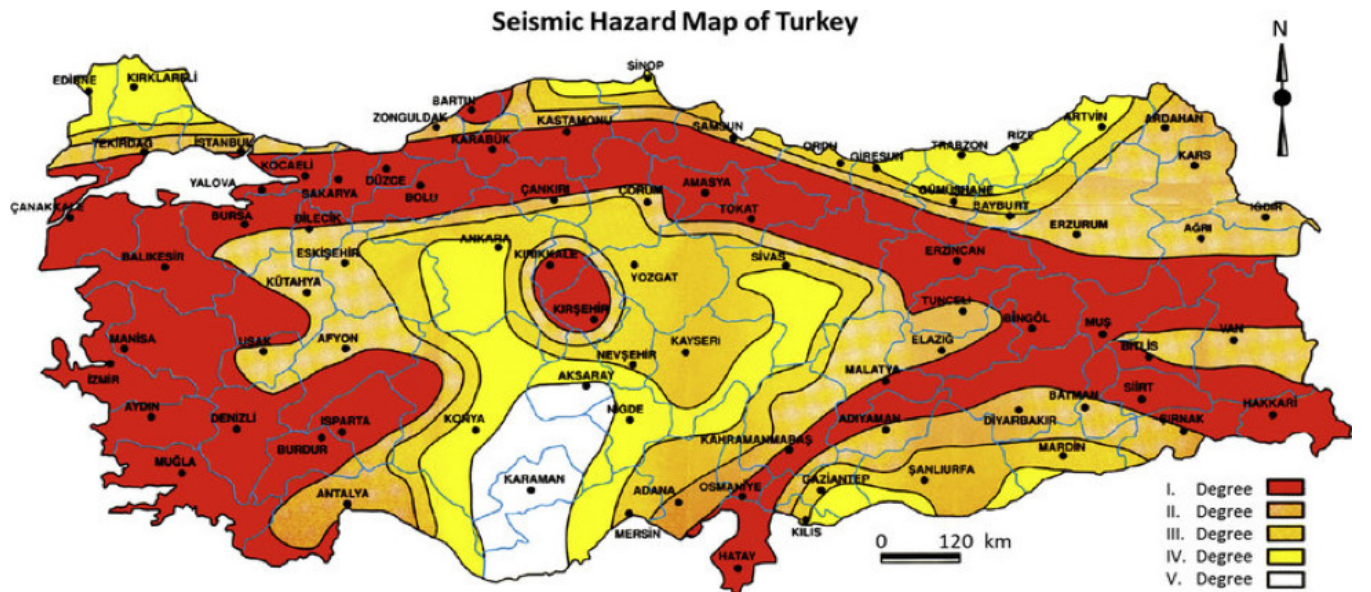 Seismic Hazard Map of Turkey
N
SİNOP
EDİRNE
KIRKLARELİ
BARTIN
ZONGULDAK
KASTAMONU
SAMSUN
ARTVİN
ARDAHAN
RİZE
TRABZON
ORDU
GİRESUN
KARS
TEKİRDAĞ
İSTANBUL
KOCAELİ
KARABÜK
YALOVA
SAKARYA
DÜZCE
BOLU
ÇANKIRI
ÇORUM
AMASYA
TOKAT
GÜMÜŞHANE
BAYBURT
ERZURUM
IĞDIR
AĞRI
ÇANAKKALE
BURSA
BİLECİK
ANKARA
ESKİŞEHİR
KIRIKKALE
YOZGAT
SİVAS
ERZİNCAN
BALIKESİR
KÜTAHYA
KIRŞEHİR
TUNCELİ
BİNGÖL
MUŞ
VAN
BİTLİS
MANİSA
UŞAK
AFYON
NEVŞEHİR
KAYSERİ
ELAZIĞ
MALATYA
İZMİR
AKSARAY
SİİRT
BATMAN
HAKKARİ
AYDIN
DENİZLİ
ISPARTA
BURDUR
KONYA
NİĞDE
ADIYAMAN
DİYARBAKIR
ŞIRNAK
KAHRAMANMABAŞ
MARDİN
MUĞLA
ANTALYA
KARAMAN
ADANA
OSMANIYE
GAZİANTEP
ŞANLIURFA
MERSİN
KILIS
HATAY
0 120 km
I. Degree
II. Degree
III. Degree
IV. Degree
V. Degree